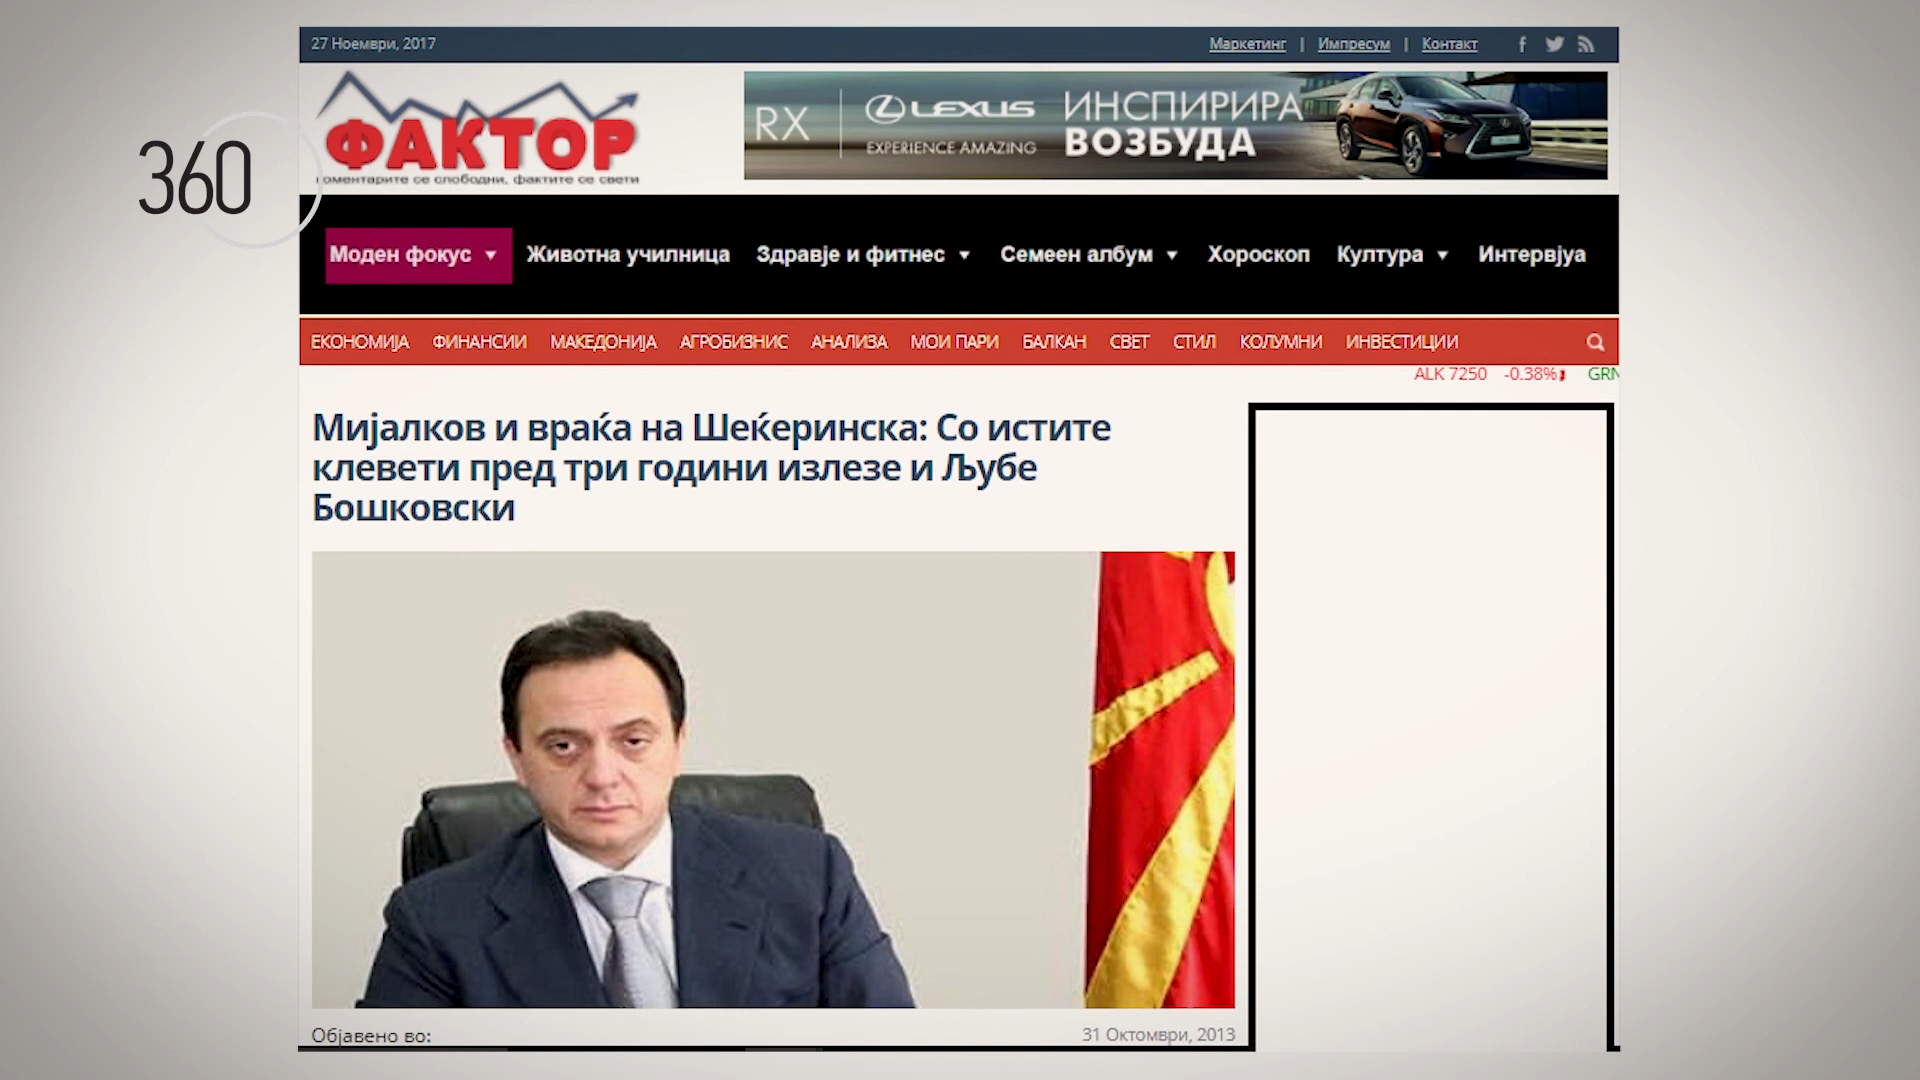 27 Ноември, 2017
Маркетинг | Импресум | Контакт
360
ФАКТОР
оментарите се слободни, фактите се свети
RX
LEXUS
EXPERIENCE AMAZING
ИНСПИРИРА
ВОЗБУДА
Моден фокус Животна училница Здравје и фитнес Семеен албум Хороскоп Култура Интервјуа
ЕКОНОМИЈА ФИНАНСИИ МАКЕДОНИЈА АГРОБИЗНИС АНАЛИЗА МОИ ПАРИ БАЛКАН СВЕТ СТИЛ КОЛУМНИ ИНВЕСТИЦИИ
ALK 7250 -0.38% GRN
Мијалков и враќа на Шеќеринска: Со истите
клевети пред три години излезе и Љубе
Бошковски
Објавено во: 31 Октомври, 2013